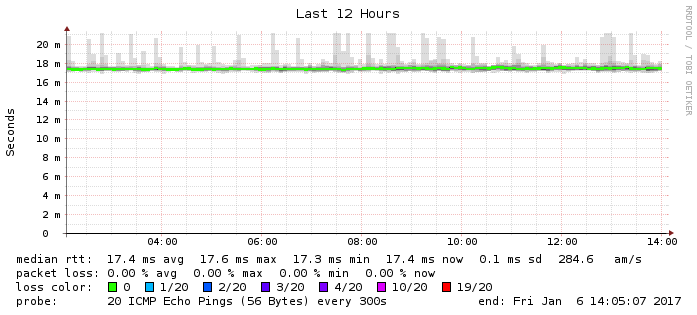 Last 12 Hours
RRDTOOL / TOBI OETIKER
Seconds
20 m
18 m
16 m
14 m
12 m
10 m
8 m
6 m
4 m
2 m
0
04:00 06:00 08:00 10:00 12:00 14:00
median rtt: 17.4 ms avg 17.6 ms max 17.3 ms min 17.4 ms now 0.1 ms sd 284.6 am/s
packet loss: 0.00 % avg 0.00 % max 0.00 % min 0.00 % now
loss color: 0 1/20 2/20 3/20 4/20 10/20 19/20
probe: 20 ICMP Echo Pings (56 Bytes) every 300s end: Fri Jan 6 14:05:07 2017